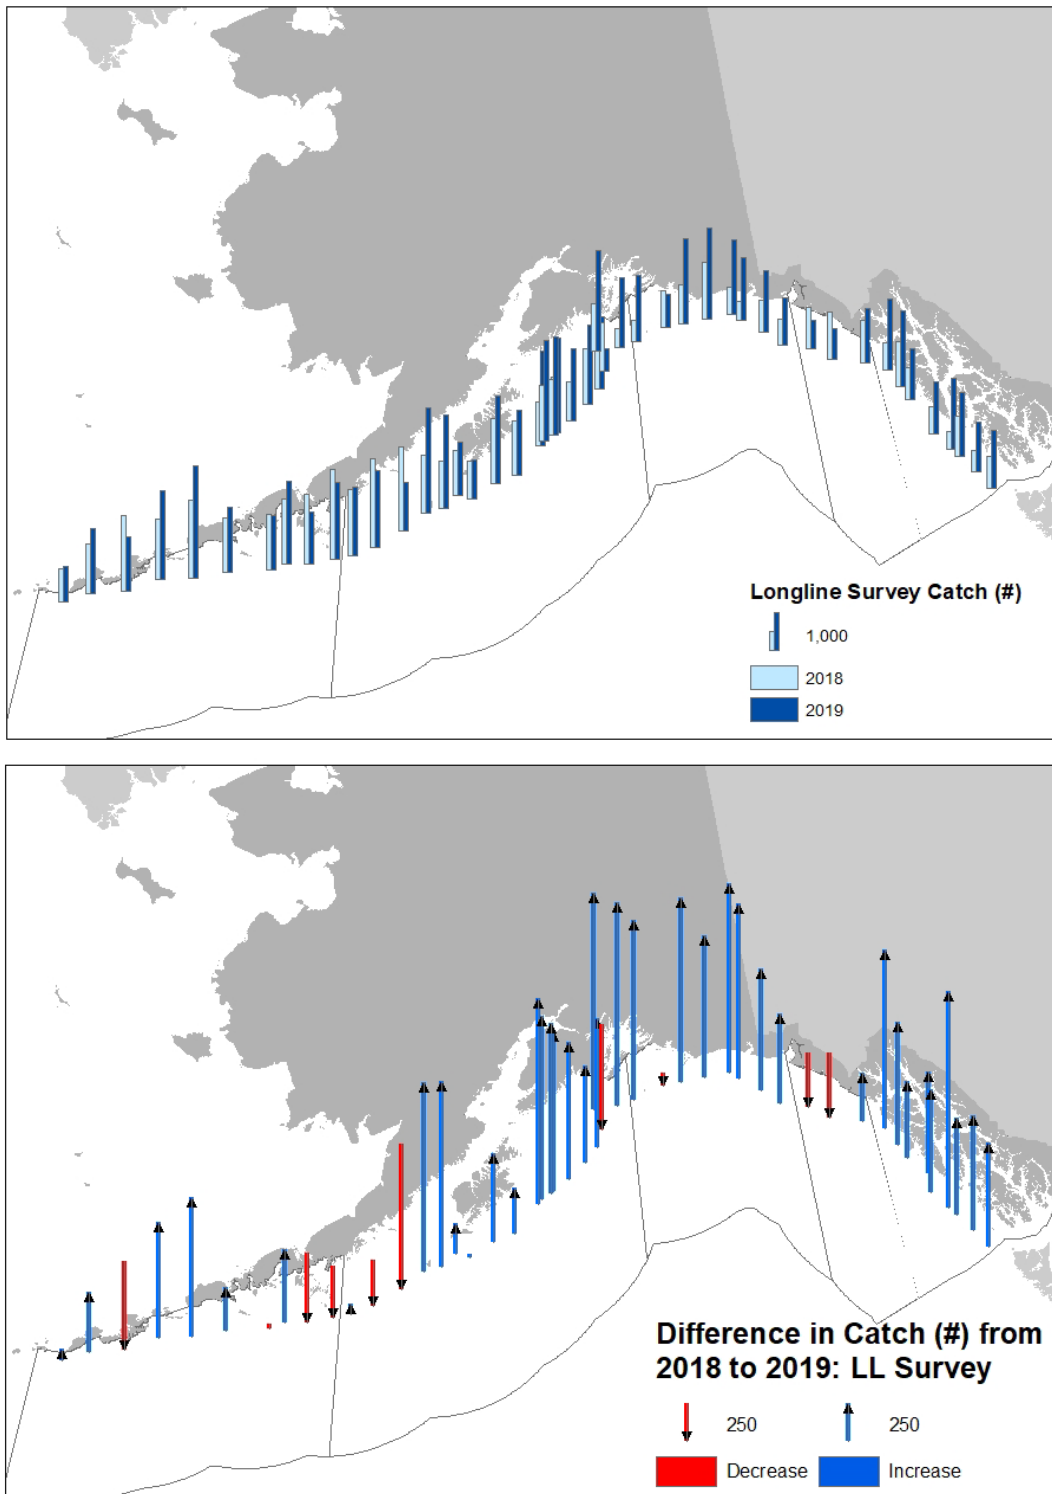 Longline Survey Catch (#)
1,000
2018
2019
Difference in Catch (#) from
2018 to 2019: LL Survey
250 250
Decrease Increase